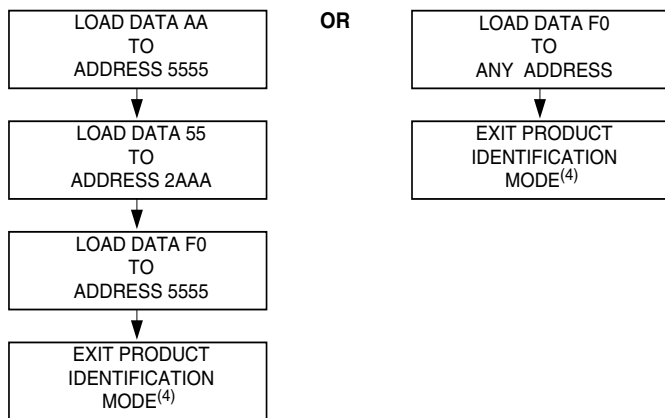 LOAD DATA AA
TO
ADDRESS 5555
LOAD DATA 55
TO
ADDRESS 2AAA
LOAD DATA F0
TO
ADDRESS 5555
EXIT PRODUCT
IDENTIFICATION
MODE(4)
OR
LOAD DATA F0
TO
ANY ADDRESS
EXIT PRODUCT
IDENTIFICATION
MODE(4)